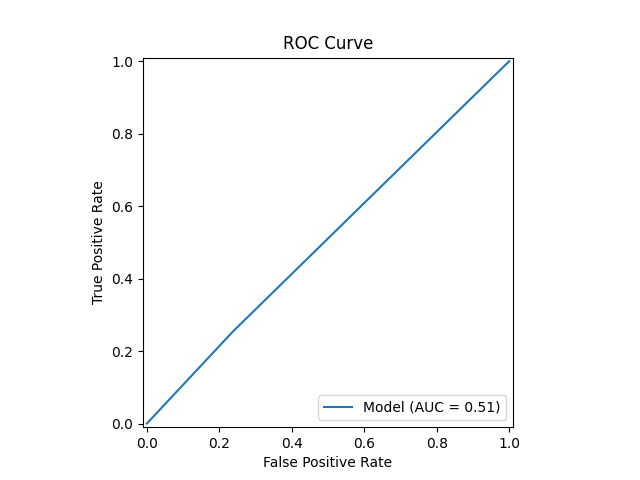 ROC Curve
True Positive Rate
1.0
0.8
0.6
0.4
0.2
0.0
Model (AUC = 0.51)
0.0 0.2 0.4 0.6 0.8 1.0
False Positive Rate